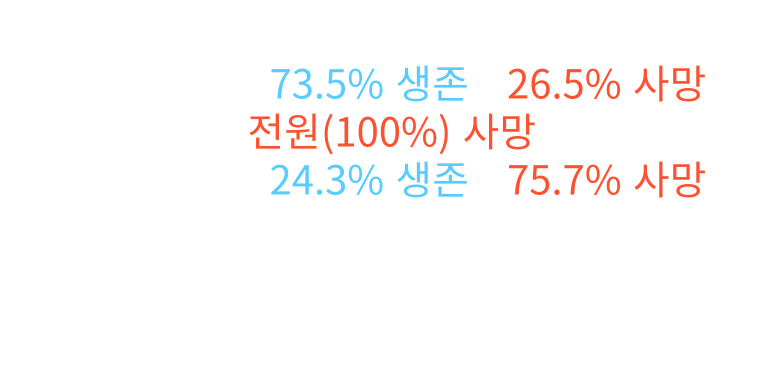 73.5% 생존 26.5% 사망
전원(100%) 사망
24.3% 생존 75.7% 사망